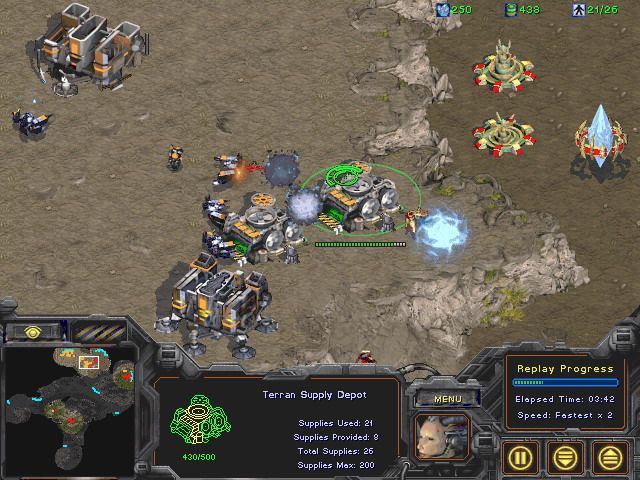 250 438 21/26
Replay Progress
Elapsed Time: 03:42
Speed: Fastest x 2
MENU
Terran Supply Depot
Supplies Used: 21
Supplies Provided: 8
Total Supplies: 26
Supplies Max: 200
430/500